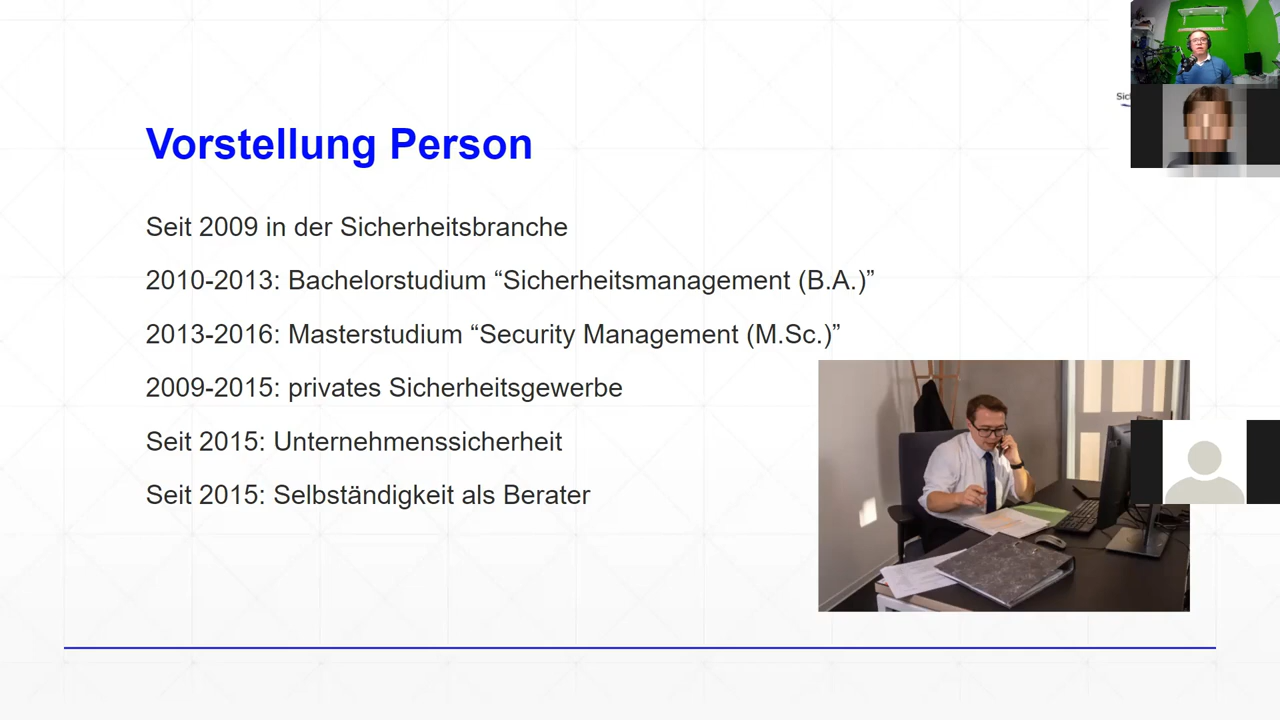 Vorstellung Person
Seit 2009 in der Sicherheitsbranche
2010-2013: Bachelorstudium “Sicherheitsmanagement (B.A.)”
2013-2016: Masterstudium “Security Management (M.Sc.)”
2009-2015: privates Sicherheitsgewerbe
Seit 2015: Unternehmenssicherheit
Seit 2015: Selbständigkeit als Berater